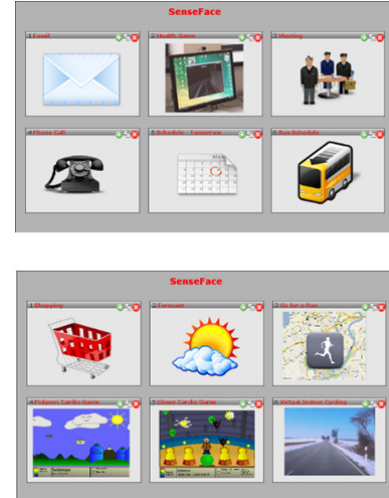 SenseFace
1 Email
2 Health Game
3 Meeting
4 Phone Call
5 Schedule - Tomorrow
6 Bus Schedule
SenseFace
1 Shopping
2 Forecast
3 Go for a Run
4 Pidgeon Cardio Game
5 Clown Cardio Game
6 Virtual Indoor Cycling